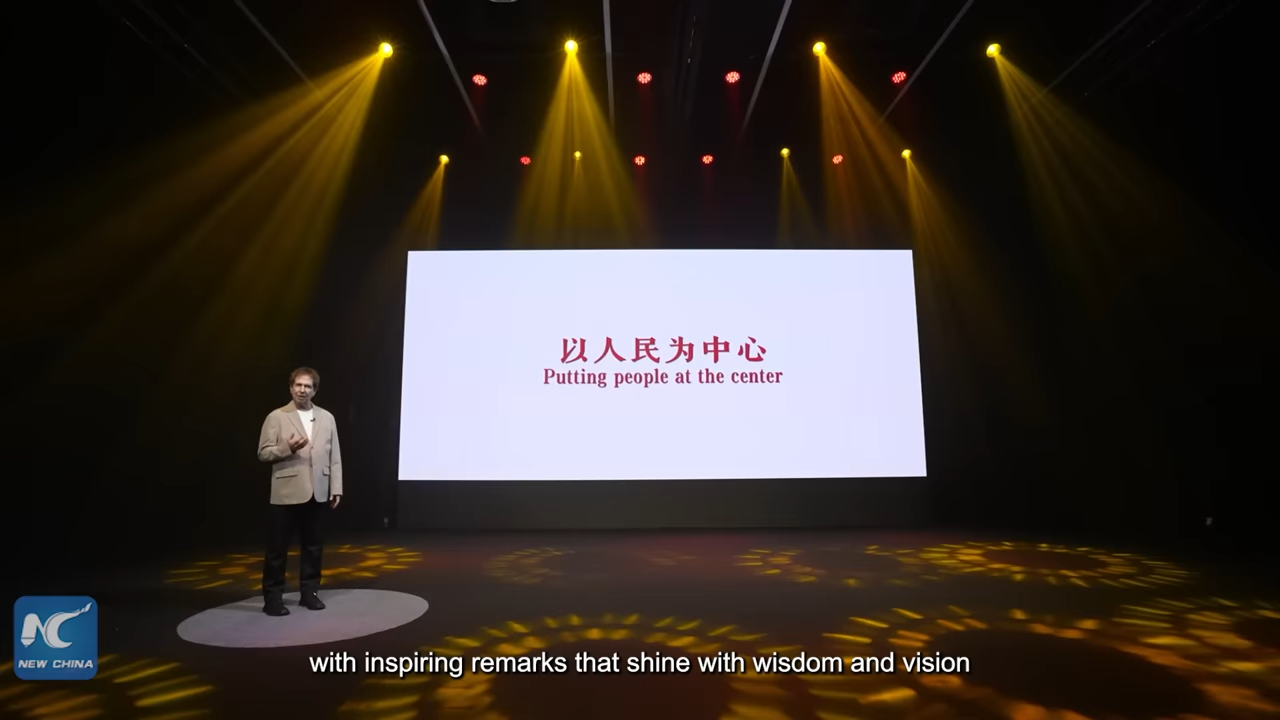 以人民为中心
Putting people at the center
NC
NEW CHINA
with inspiring remarks that shine with wisdom and vision